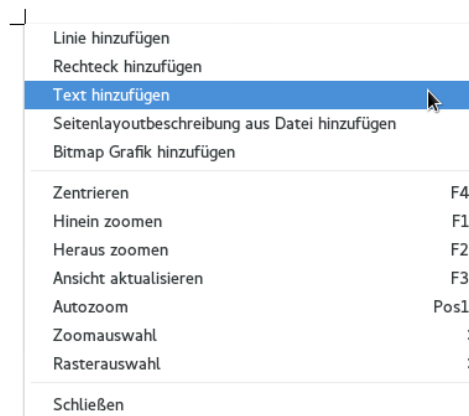 Linie hinzufügen
Rechteck hinzufügen
Text hinzufügen
Seitenlayoutbeschreibung aus Datei hinzufügen
Bitmap Grafik hinzufügen
Zentrieren F4
Hinein zoomen F1
Heraus zoomen F2
Ansicht aktualisieren F3
Autozoom Pos1
Zoomauswahl
Rasterauswahl
Schließen